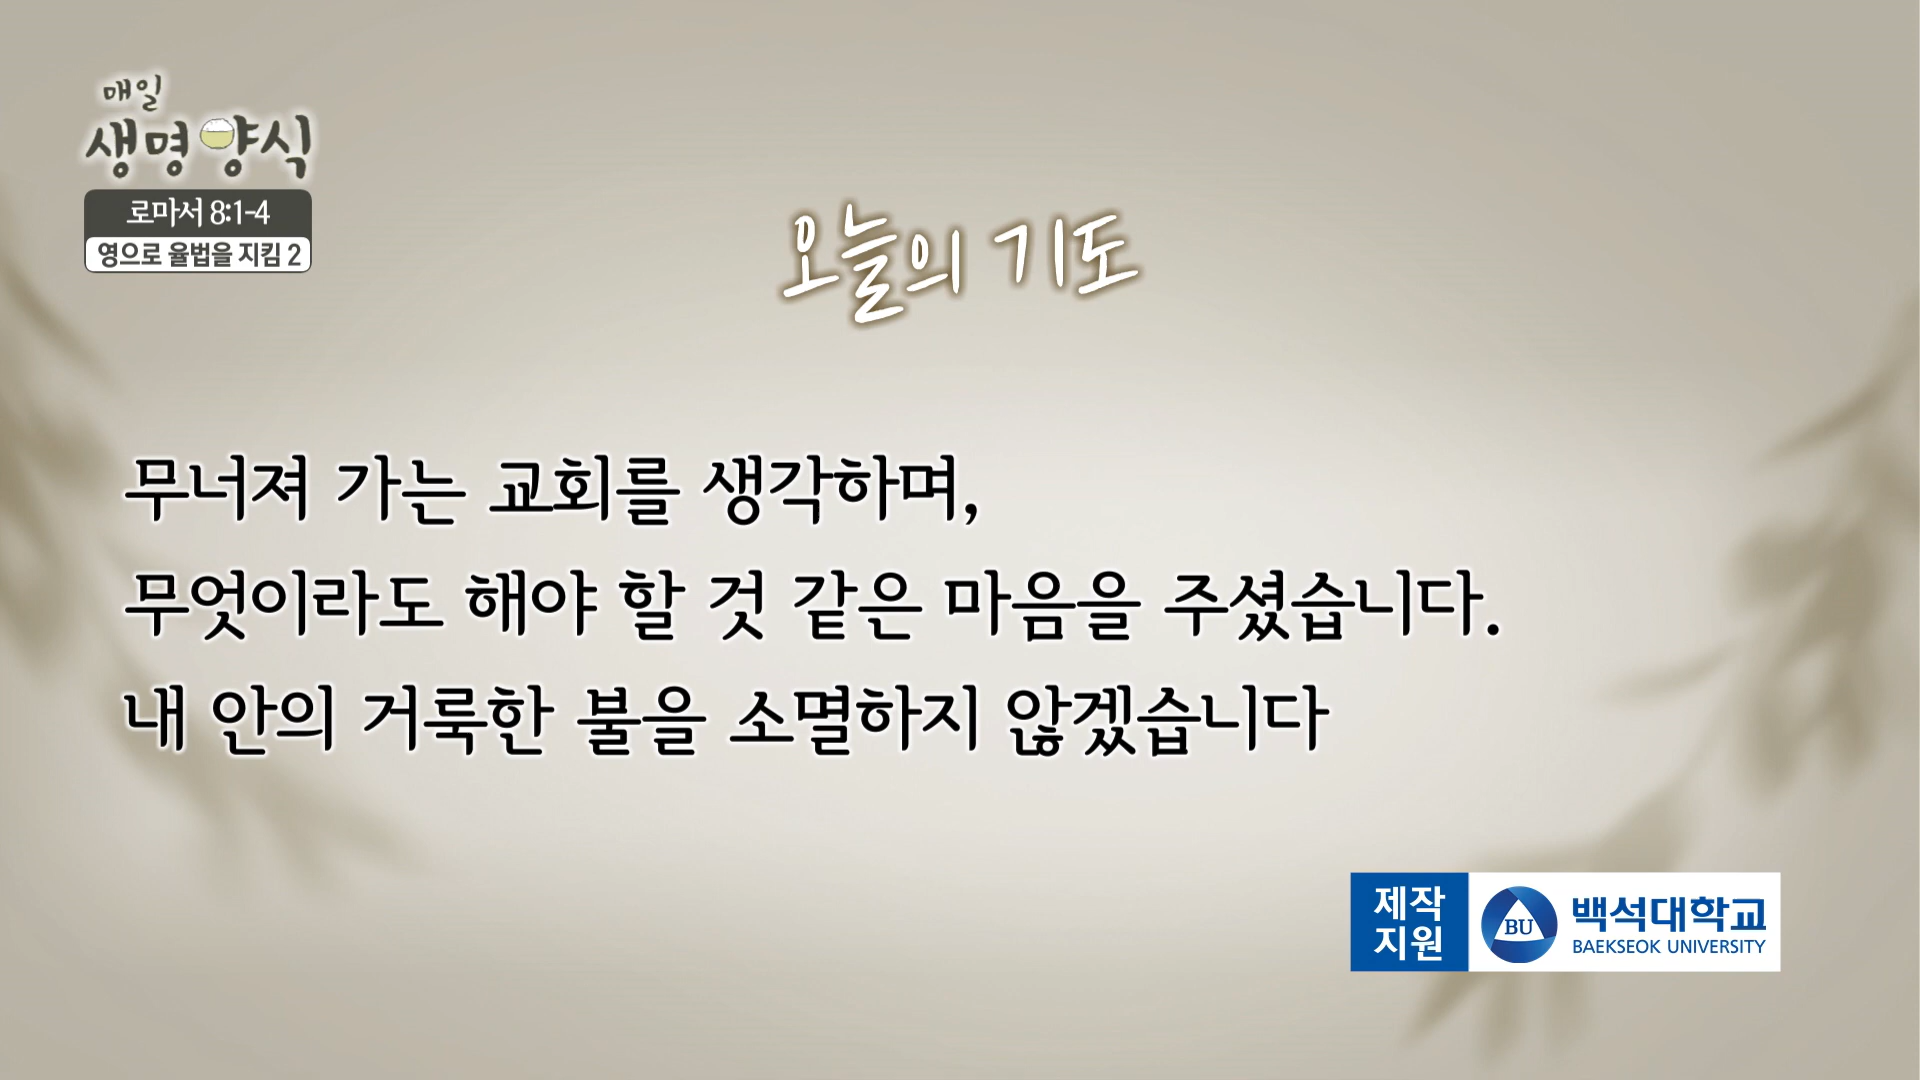 매일
생명양식
로마서 8:1-4
영으로 율법을 지킴 2
오늘의 기도
무너져 가는 교회를 생각하며,
무엇이라도 해야 할 것 같은 마음을 주셨습니다.
내 안의 거룩한 불을 소멸하지 않겠습니다
제작
지원
BU
백석대학교
BAEKSEOK UNIVERSITY